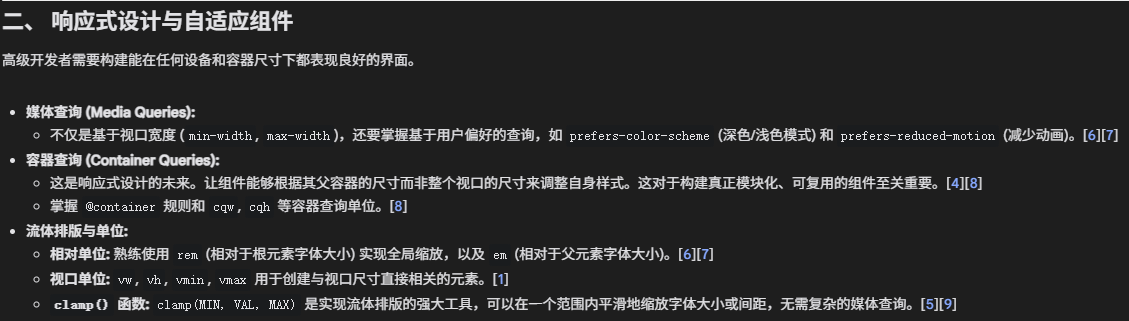 二、 响应式设计与自适应组件
高级开发者需要构建能在任何设备和容器尺寸下都表现良好的界面。
• 媒体查询 (Media Queries):
不仅是基于视口宽度 ( min-width , max-width )，还要掌握基于用户偏好的查询，如 prefers-color-scheme (深色/浅色模式) 和 prefers-reduced-motion (减少动画)。[6][7]
• 容器查询 (Container Queries):
这是响应式设计的未来。让组件能够根据其父容器的尺寸而非整个视口的尺寸来调整自身样式。这对于构建真正模块化、可复用的组件至关重要。[4][8]
掌握 @container 规则和 cqw , cqh 等容器查询单位。[8]
• 流体排版与单位:
相对单位: 熟练使用 rem (相对于根元素字体大小) 实现全局缩放，以及 em (相对于父元素字体大小)。[6][7]
视口单位: vw , vh , vmin , vmax 用于创建与视口尺寸直接相关的元素。[1]
clamp() 函数: clamp(MIN, VAL, MAX) 是实现流体排版的强大工具，可以在一个范围内平滑地缩放字体大小或间距，无需复杂的媒体查询。[5][9]